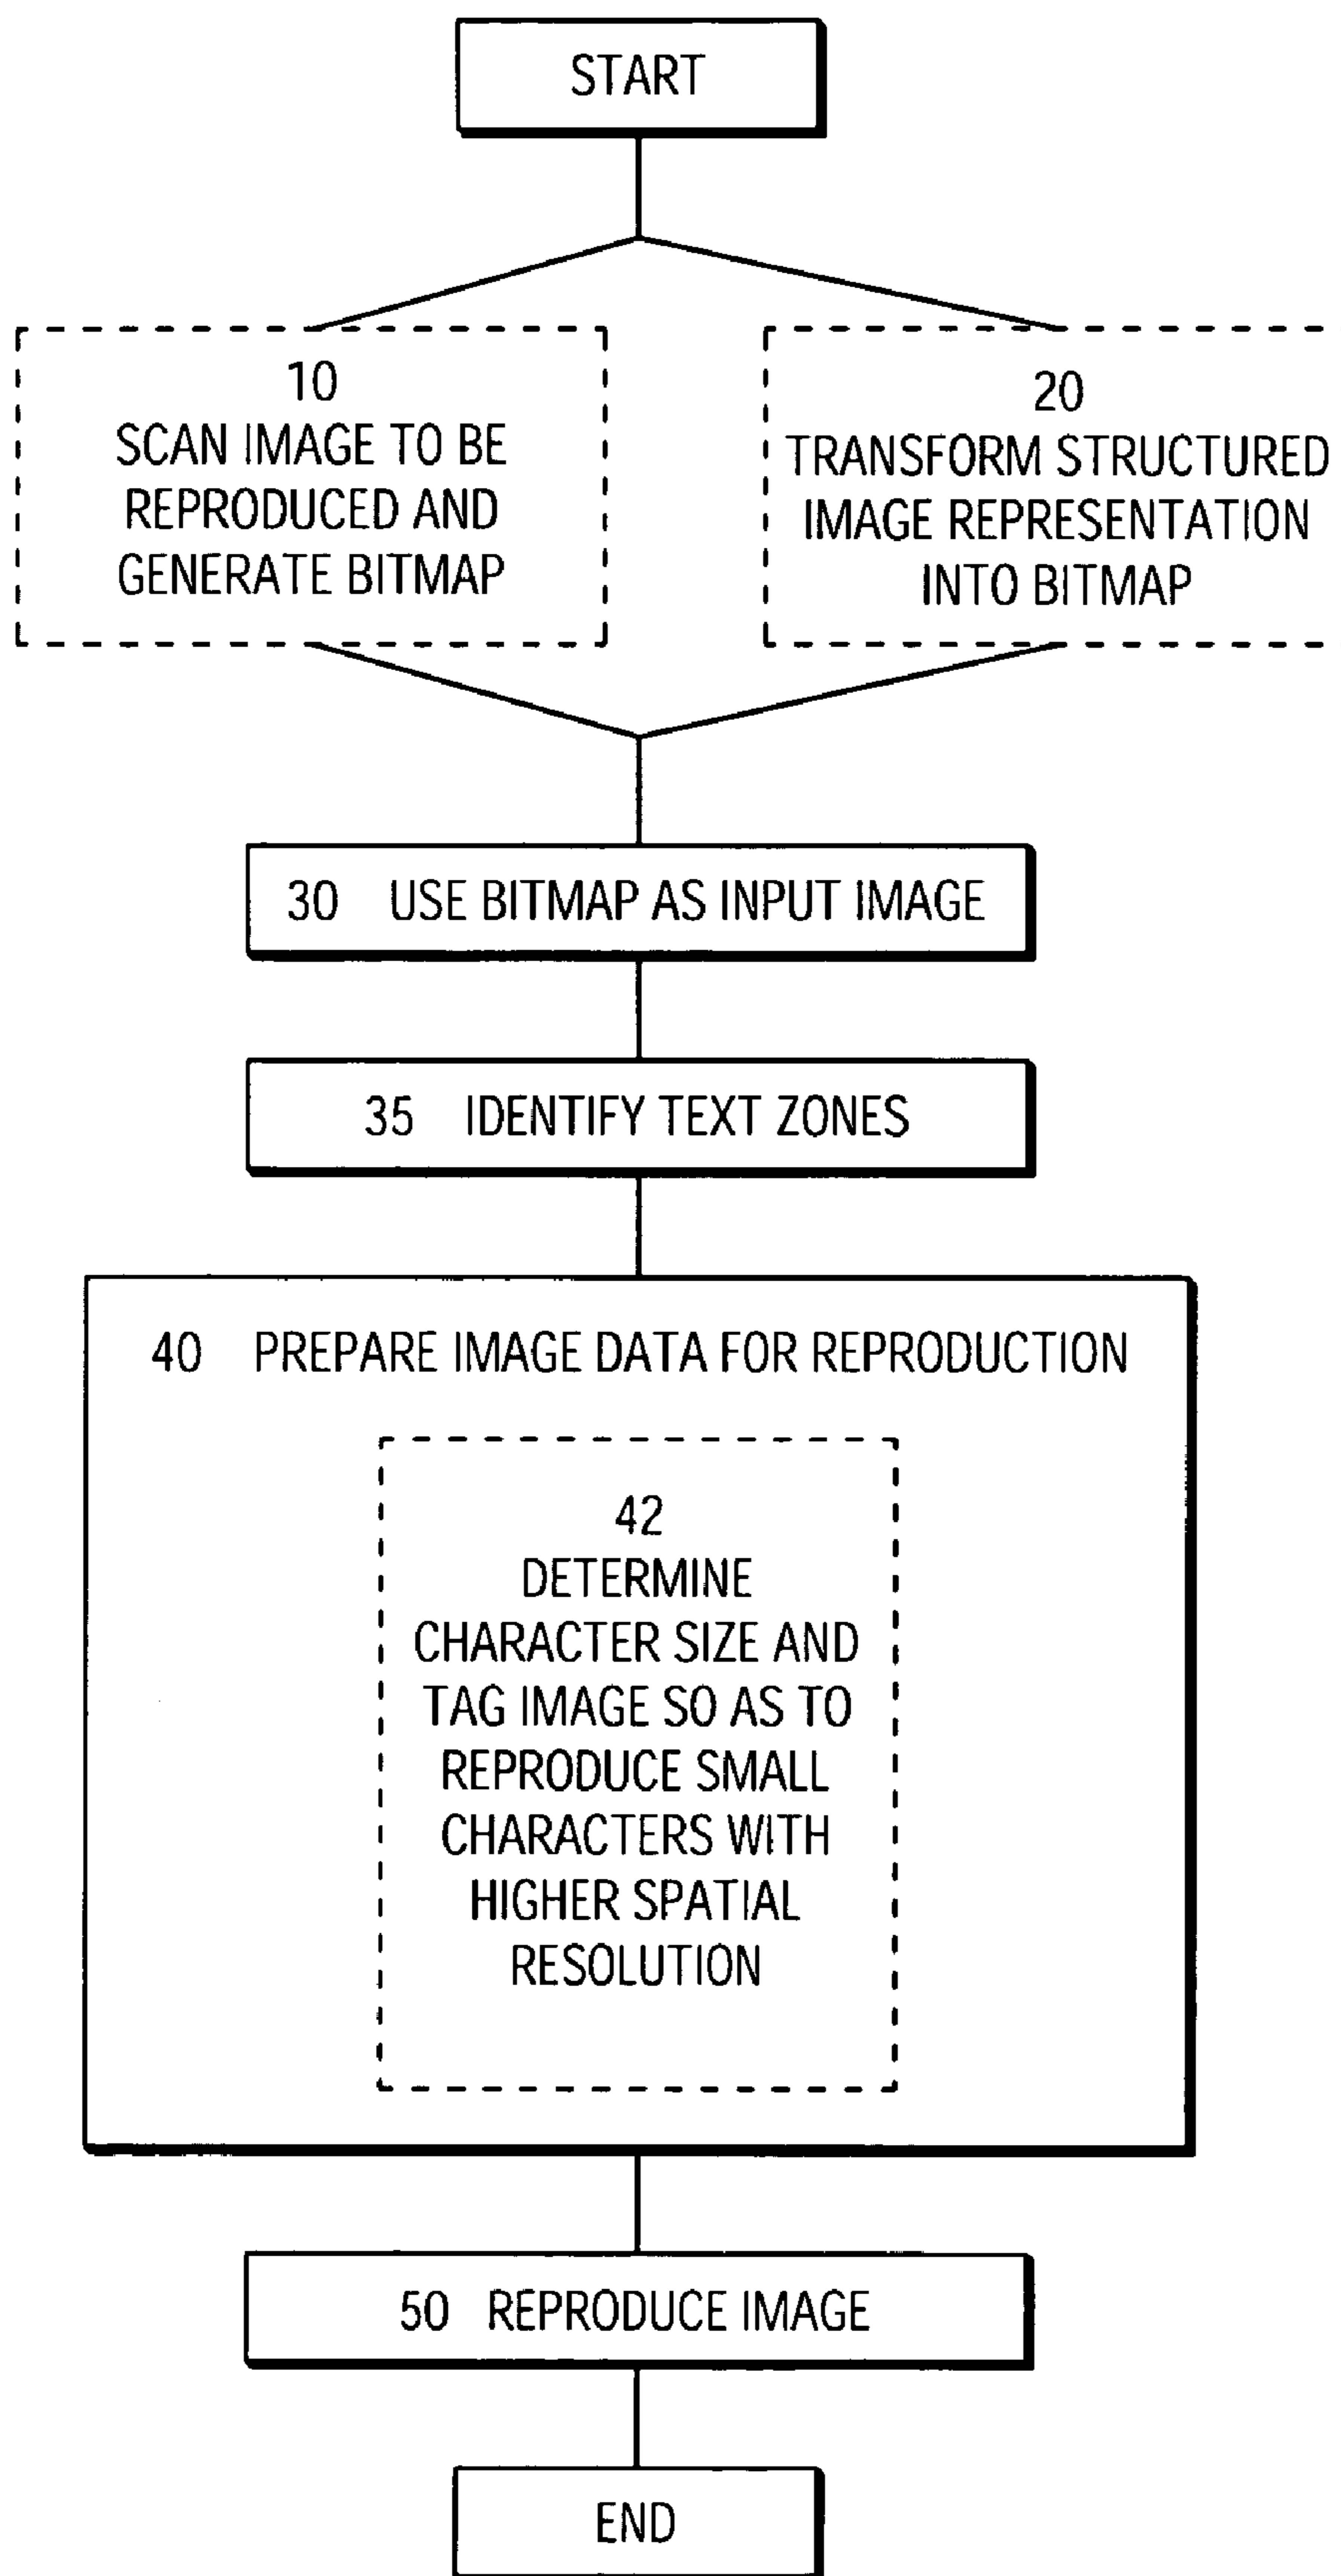 START
10
SCAN IMAGE TO BE
REPRODUCED AND
GENERATE BITMAP
20
TRANSFORM STRUCTURED
IMAGE REPRESENTATION
INTO BITMAP
30 USE BITMAP AS INPUT IMAGE
35 IDENTIFY TEXT ZONES
40 PREPARE IMAGE DATA FOR REPRODUCTION
42
DETERMINE
CHARACTER SIZE AND
TAG IMAGE SO AS TO
REPRODUCE SMALL
CHARACTERS WITH
HIGHER SPATIAL
RESOLUTION
50 REPRODUCE IMAGE
END